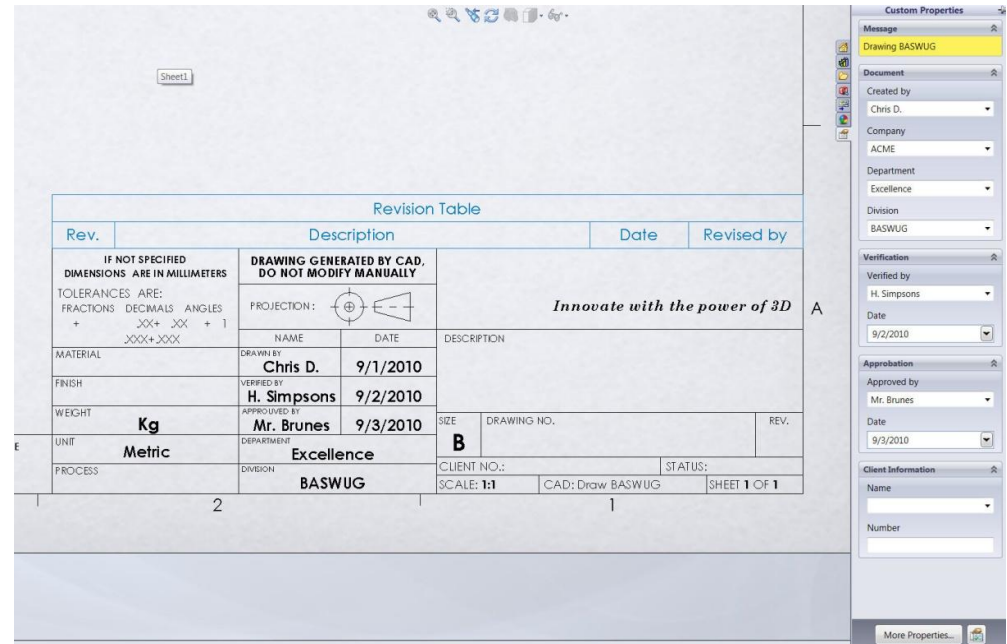 Sheet1
Revision Table
Rev. Description Date Revised by
IF NOT SPECIFIED
DIMENSIONS ARE IN MILLIMETERS
TOLERANCES ARE:
FRACTIONS DECIMALS ANGLES
+ .XX+ .XX + 1
.XXX+.XXX
DRAWING GENERATED BY CAD,
DO NOT MODIFY MANUALLY
PROJECTION:
Innovate with the power of 3D
A
NAME DATE
DESCRIPTION
MATERIAL
DRAWN BY
Chris D. 9/1/2010
FINISH
VERIFIED BY
H. Simpsons 9/2/2010
WEIGHT
Kg
APPROUVED BY
Mr. Brunes 9/3/2010
SIZE DRAWING NO. REV.
B
E
UNIT
Metric
DEPARTMENT
Excellence
CLIENT NO.: STATUS:
PROCESS
DIVISION
BASWUG
SCALE: 1:1 CAD: Draw BASWUG SHEET 1 OF 1
2 1
Custom Properties
Message
Drawing BASWUG
Document
Created by
Chris D.
Company
ACME
Department
Excellence
Division
BASWUG
Verification
Verified by
H. Simpsons
Date
9/2/2010
Approbation
Approved by
Mr. Brunes
Date
9/3/2010
Client Information
Name
Number
More Properties...